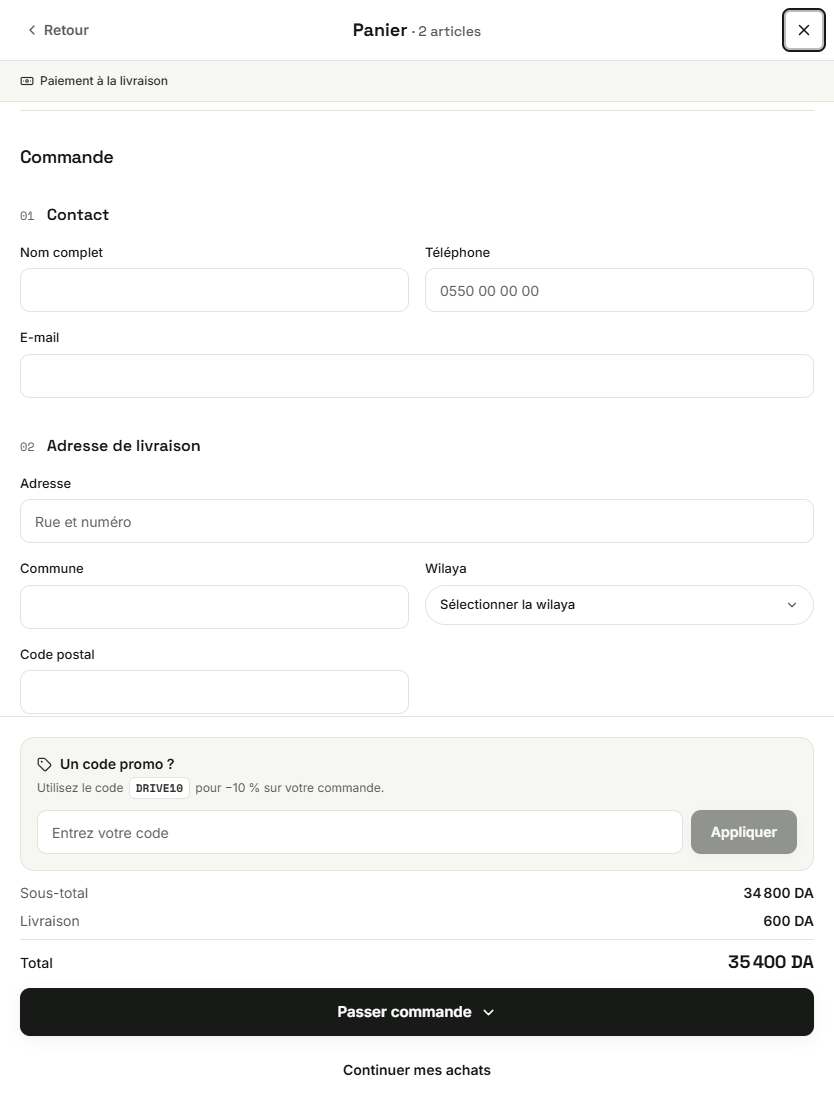 Retour
Panier · 2 articles
Paiement à la livraison
Commande
01 Contact
Nom complet
Téléphone
0550 00 00 00
E-mail
02 Adresse de livraison
Adresse
Rue et numéro
Commune
Wilaya
Sélectionner la wilaya
Code postal
Un code promo ?
Utilisez le code DRIVE10 pour −10 % sur votre commande.
Entrez votre code
Appliquer
Sous-total 34 800 DA
Livraison 600 DA
Total 35 400 DA
Passer commande
Continuer mes achats